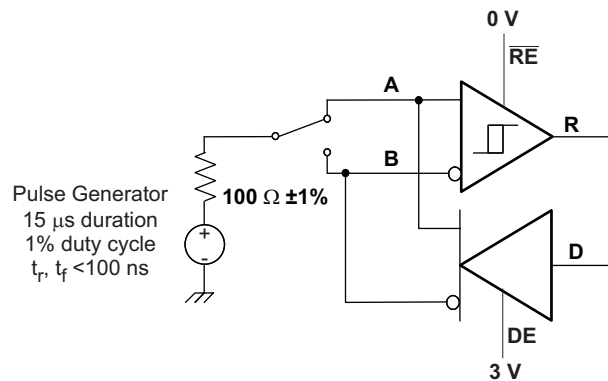 0 V
RE
A
R
B
100 Ω ±1%
Pulse Generator
15 μs duration
1% duty cycle
tr, tf <100 ns
+
-
D
DE
3 V